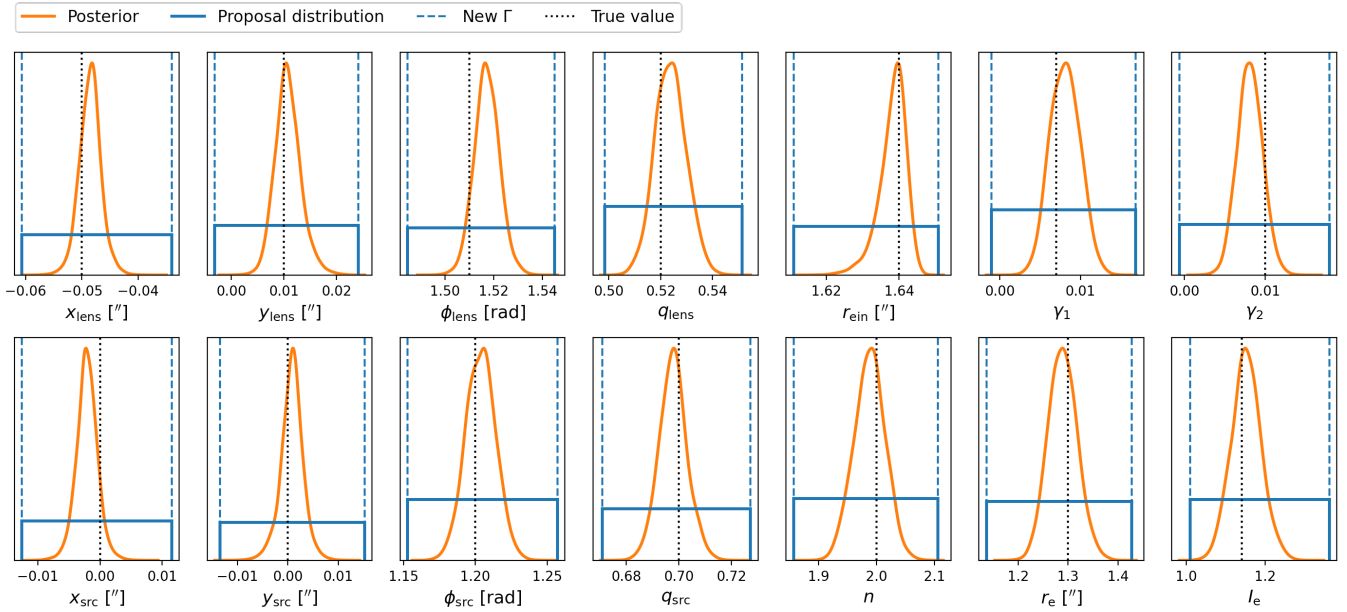 Posterior Proposal distribution New Γ True value
−0.06 −0.05 −0.04 0.00 0.01 0.02 1.50 1.52 1.54 0.50 0.52 0.54 1.62 1.64 0.00 0.01 0.00 0.01
x_lens [″] y_lens [″] ϕ_lens [rad] q_lens r_ein [″] γ₁ γ₂
−0.01 0.00 0.01 −0.01 0.00 0.01 1.15 1.20 1.25 0.68 0.70 0.72 1.9 2.0 2.1 1.2 1.3 1.4 1.0 1.2
x_src [″] y_src [″] ϕ_src [rad] q_src n r_e [″] I_e